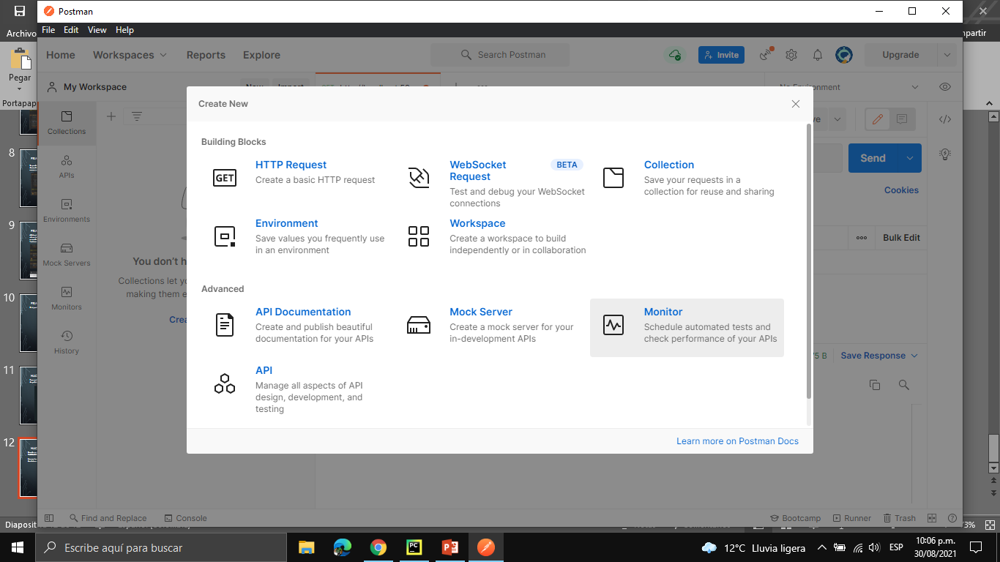 Postman
Archivo
File Edit View Help
Pegar
Portapap
Home Workspaces Reports Explore Search Postman Invite Upgrade
My Workspace New Import No Environment
Create New
Collections
APIs
Environments
Mock Servers
Monitors
History
8
9
10
11
12
Building Blocks
GET
HTTP Request
Create a basic HTTP request
WebSocket
Request
BETA
Test and debug your WebSocket
connections
Collection
Save your requests in a
collection for reuse and sharing
Environment
Save values you frequently use
in an environment
Workspace
Create a workspace to build
independently or in collaboration
Advanced
API Documentation
Create and publish beautiful
documentation for your APIs
Mock Server
Create a mock server for your
in-development APIs
Monitor
Schedule automated tests and
check performance of your APIs
API
Manage all aspects of API
design, development, and
testing
Learn more on Postman Docs
Send
Cookies
Bulk Edit
Save Response
You don't h
Collections let yo
making them e
Crea
Find and Replace Console Bootcamp Runner Trash
Diaposit
73%
Escribe aquí para buscar
PC
12°C Lluvia ligera
ESP
10:06 p.m.
30/08/2021